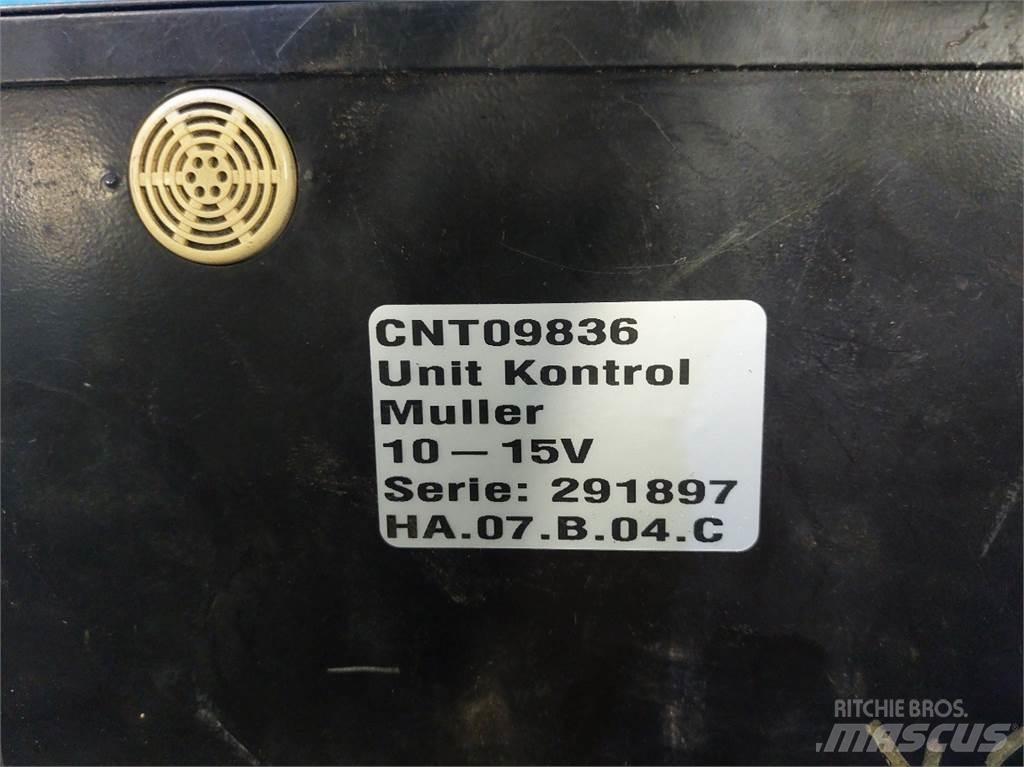 CNT09836
Unit Kontrol
Muller
10 – 15V
Serie: 291897
HA.07.B.04.C
RITCHIE BROS.
MASCUS